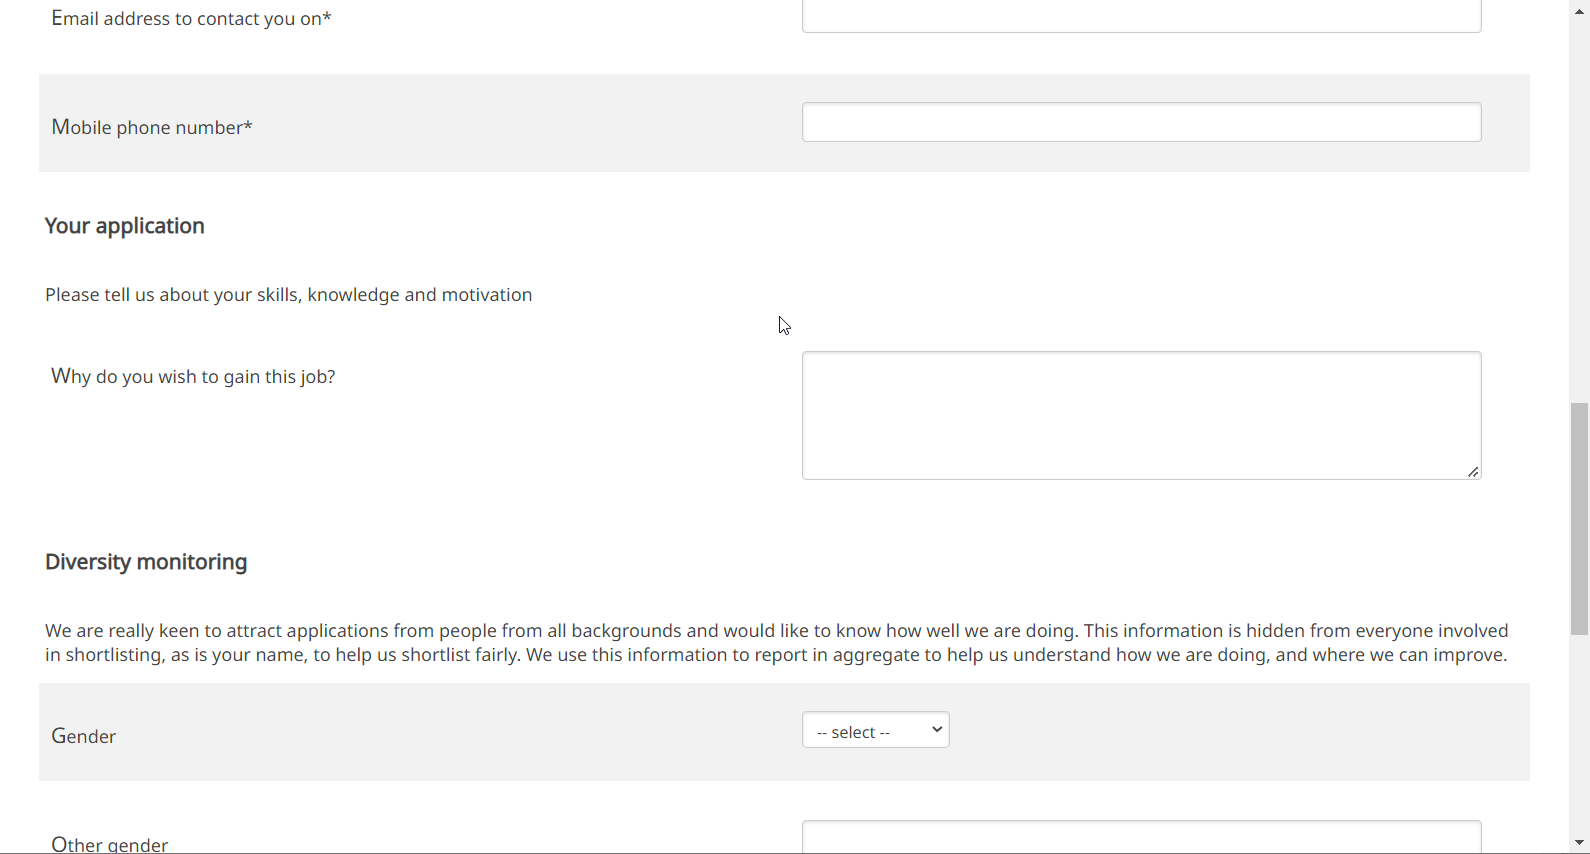 Email address to contact you on*
Mobile phone number*
Your application
Please tell us about your skills, knowledge and motivation
Why do you wish to gain this job?
Diversity monitoring
We are really keen to attract applications from people from all backgrounds and would like to know how well we are doing. This information is hidden from everyone involved
in shortlisting, as is your name, to help us shortlist fairly. We use this information to report in aggregate to help us understand how we are doing, and where we can improve.
Gender
-- select --
Other gender